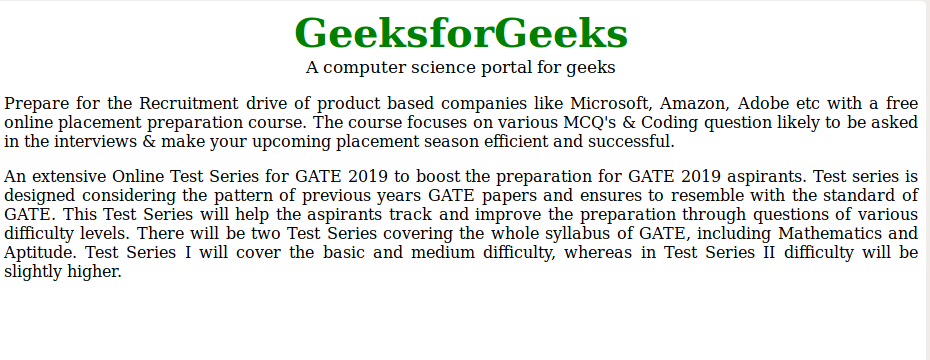 GeeksforGeeks
A computer science portal for geeks
Prepare for the Recruitment drive of product based companies like Microsoft, Amazon, Adobe etc with a free
online placement preparation course. The course focuses on various MCQ's & Coding question likely to be asked
in the interviews & make your upcoming placement season efficient and successful.
An extensive Online Test Series for GATE 2019 to boost the preparation for GATE 2019 aspirants. Test series is
designed considering the pattern of previous years GATE papers and ensures to resemble with the standard of
GATE. This Test Series will help the aspirants track and improve the preparation through questions of various
difficulty levels. There will be two Test Series covering the whole syllabus of GATE, including Mathematics and
Aptitude. Test Series I will cover the basic and medium difficulty, whereas in Test Series II difficulty will be
slightly higher.